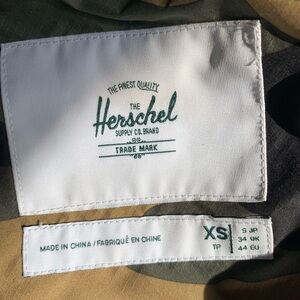 THE FINEST QUALITY
THE
Herschel
SUPPLY CO. BRAND
TRADE MARK
MADE IN CHINA / FABRIQUÉ EN CHINE
XS
TP
S JP
34 UK
44 EU